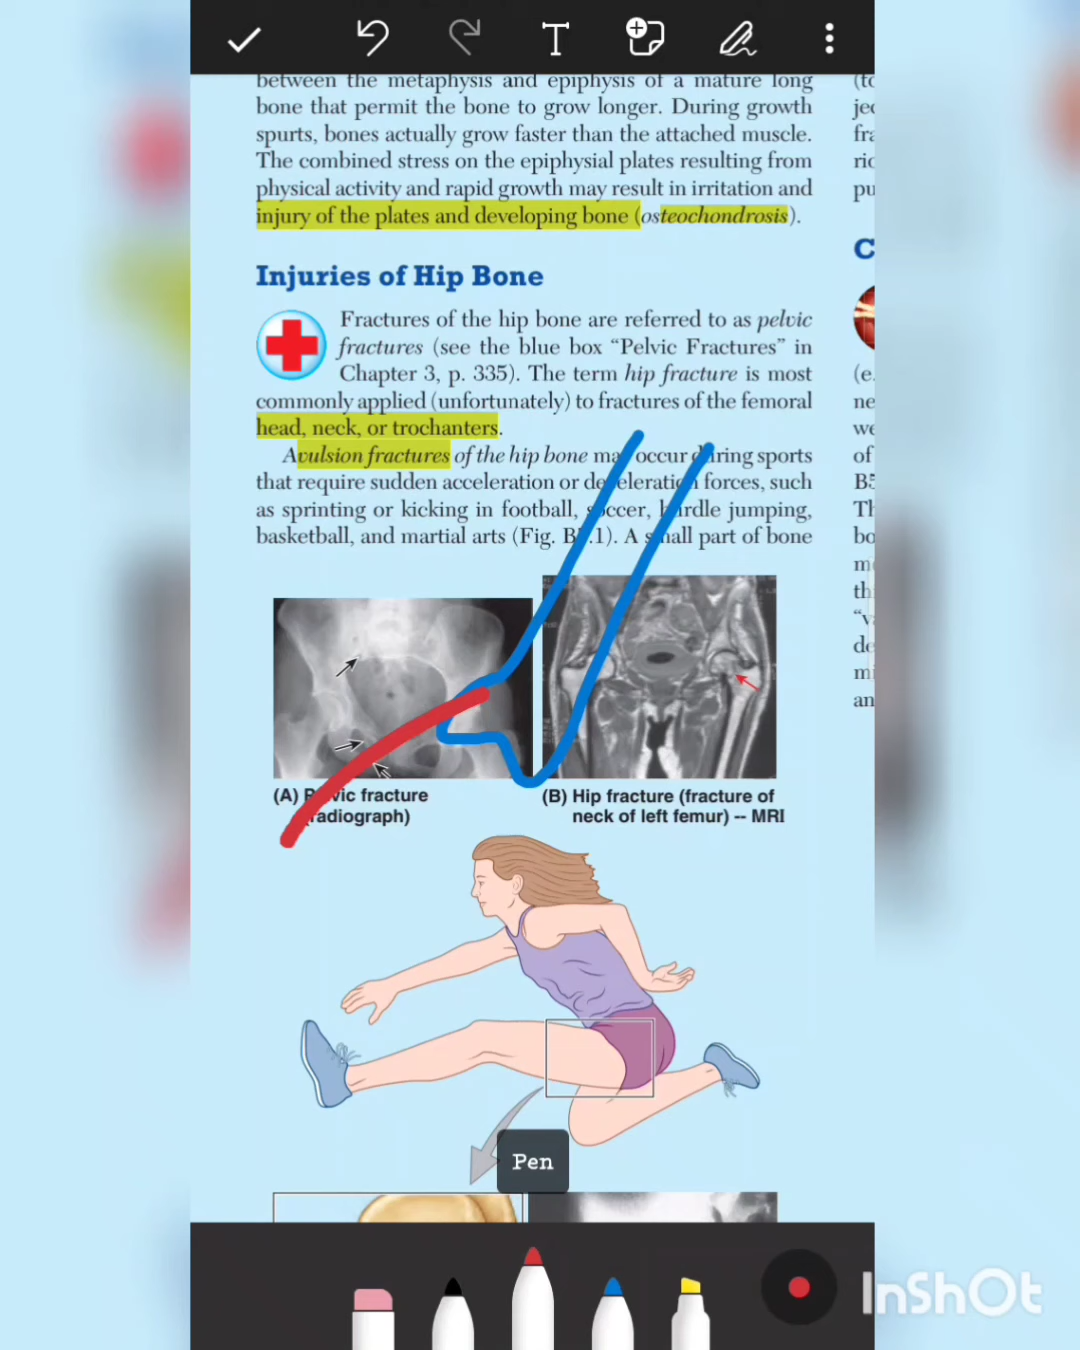 between the metaphysis and epiphysis of a mature long
bone that permit the bone to grow longer. During growth
spurts, bones actually grow faster than the attached muscle.
The combined stress on the epiphysial plates resulting from
physical activity and rapid growth may result in irritation and
injury of the plates and developing bone (osteochondrosis).
Injuries of Hip Bone
Fractures of the hip bone are referred to as pelvic
fractures (see the blue box “Pelvic Fractures” in
Chapter 3, p. 335). The term hip fracture is most
commonly applied (unfortunately) to fractures of the femoral
head, neck, or trochanters.
Avulsion fractures of the hip bone may occur during sports
that require sudden acceleration or deceleration forces, such
as sprinting or kicking in football, soccer, hurdle jumping,
basketball, and martial arts (Fig. B5.1). A small part of bone
(A) Pelvic fracture
(radiograph)
(B) Hip fracture (fracture of
neck of left femur) -- MRI
Pen
InShOt